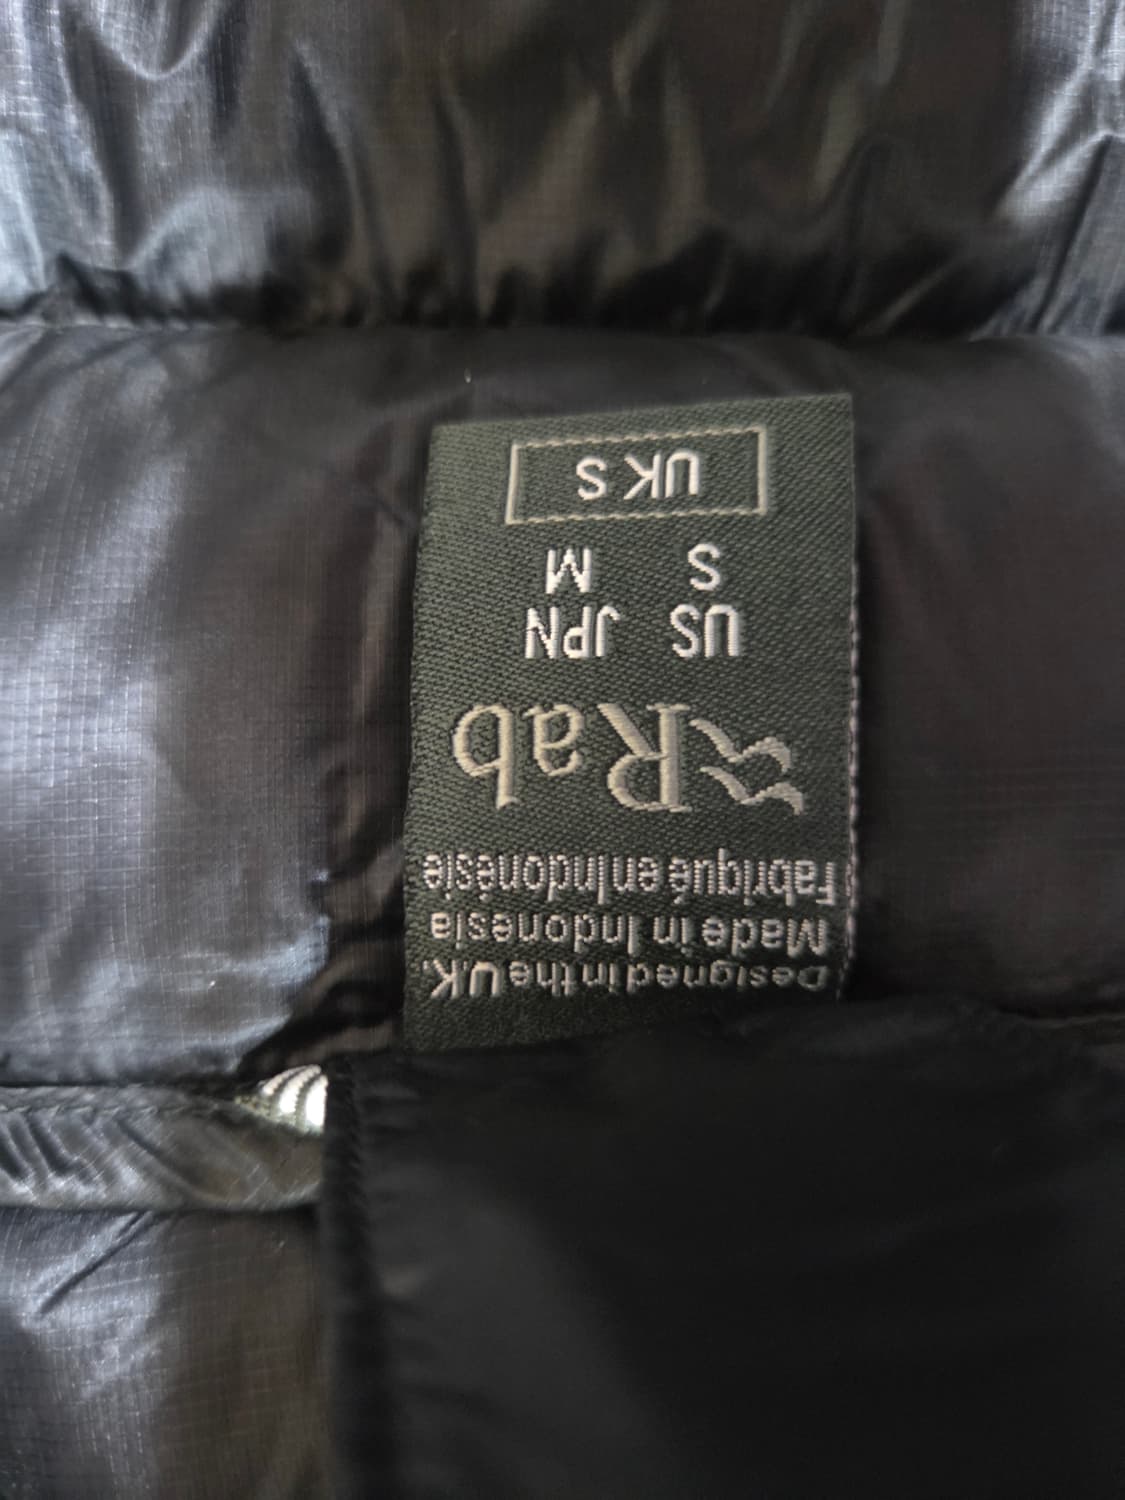 Designed in the U.K.
Made in Indonesia
Fabriqué en Indonésie
Rab
US JPN
S M
UK S